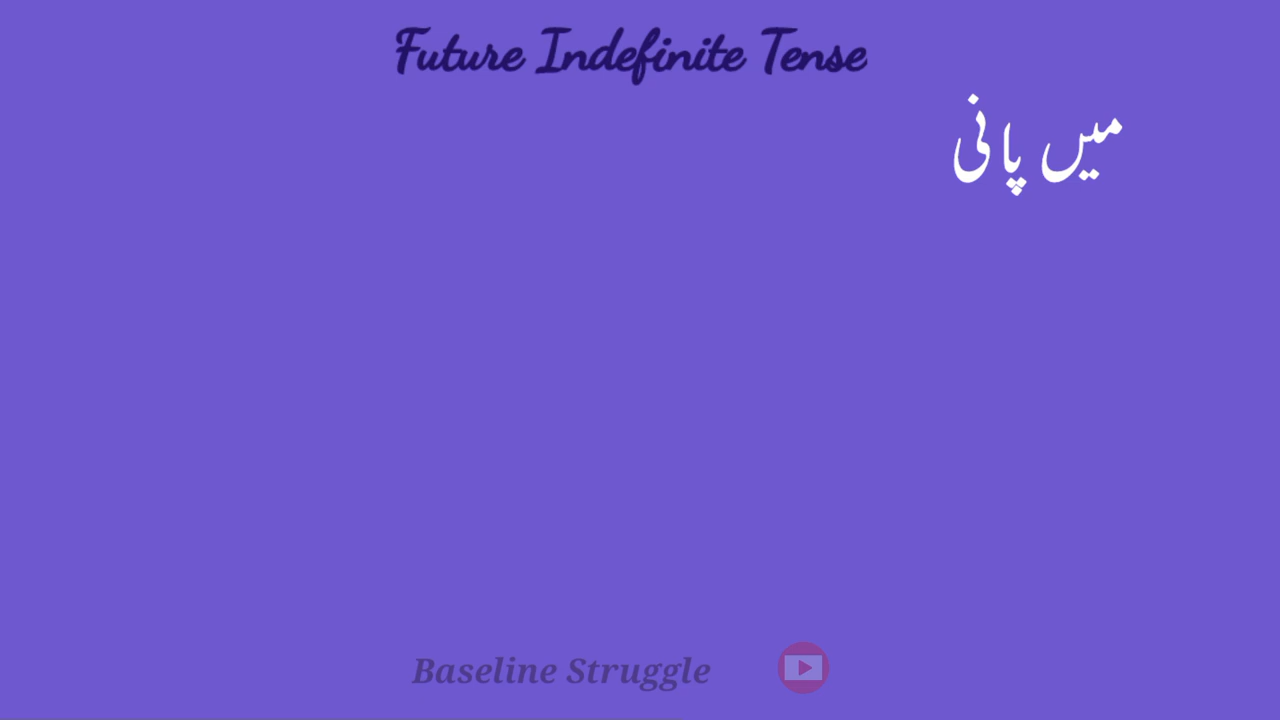 Future Indefinite Tense
میں پانی
Baseline Struggle